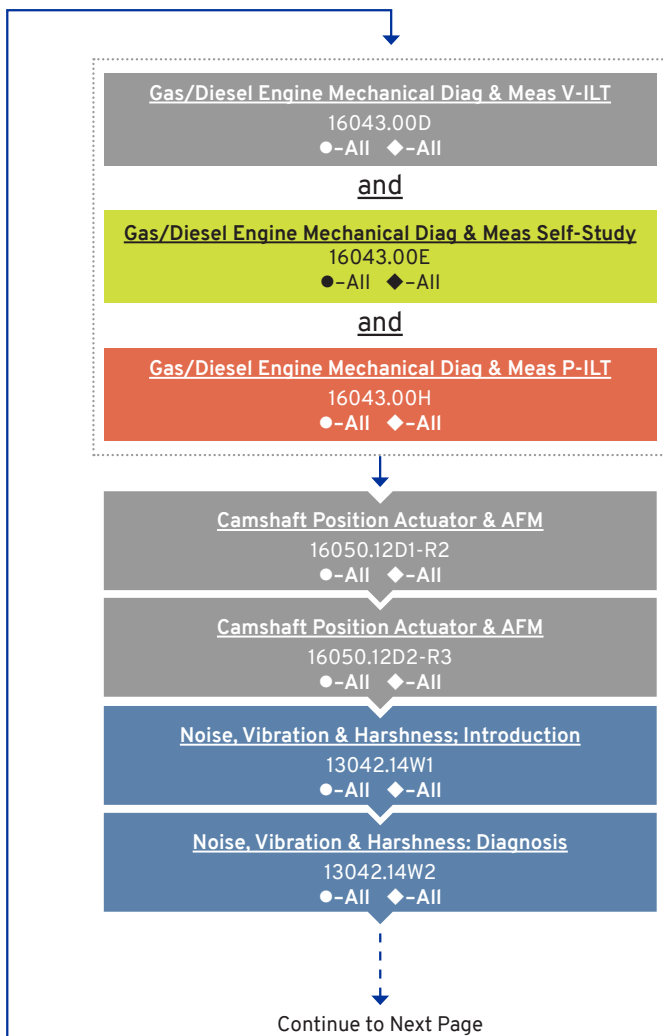 Gas/Diesel Engine Mechanical Diag & Meas V-ILT
16043.00D
●–All ◆–All
and
Gas/Diesel Engine Mechanical Diag & Meas Self-Study
16043.00E
●–All ◆–All
and
Gas/Diesel Engine Mechanical Diag & Meas P-ILT
16043.00H
●–All ◆–All
Camshaft Position Actuator & AFM
16050.12D1-R2
●–All ◆–All
Camshaft Position Actuator & AFM
16050.12D2-R3
●–All ◆–All
Noise, Vibration & Harshness; Introduction
13042.14W1
●–All ◆–All
Noise, Vibration & Harshness: Diagnosis
13042.14W2
●–All ◆–All
Continue to Next Page